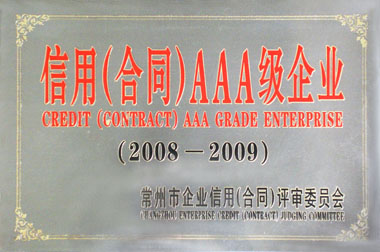 信用(合同)AAA级企业
CREDIT (CONTRACT) AAA GRADE ENTERPRISE
(2008－2009)
常州市企业信用(合同)评审委员会
CHANGZHOU ENTERPRISE CREDIT (CONTRACT) JUDGING COMMITTEE